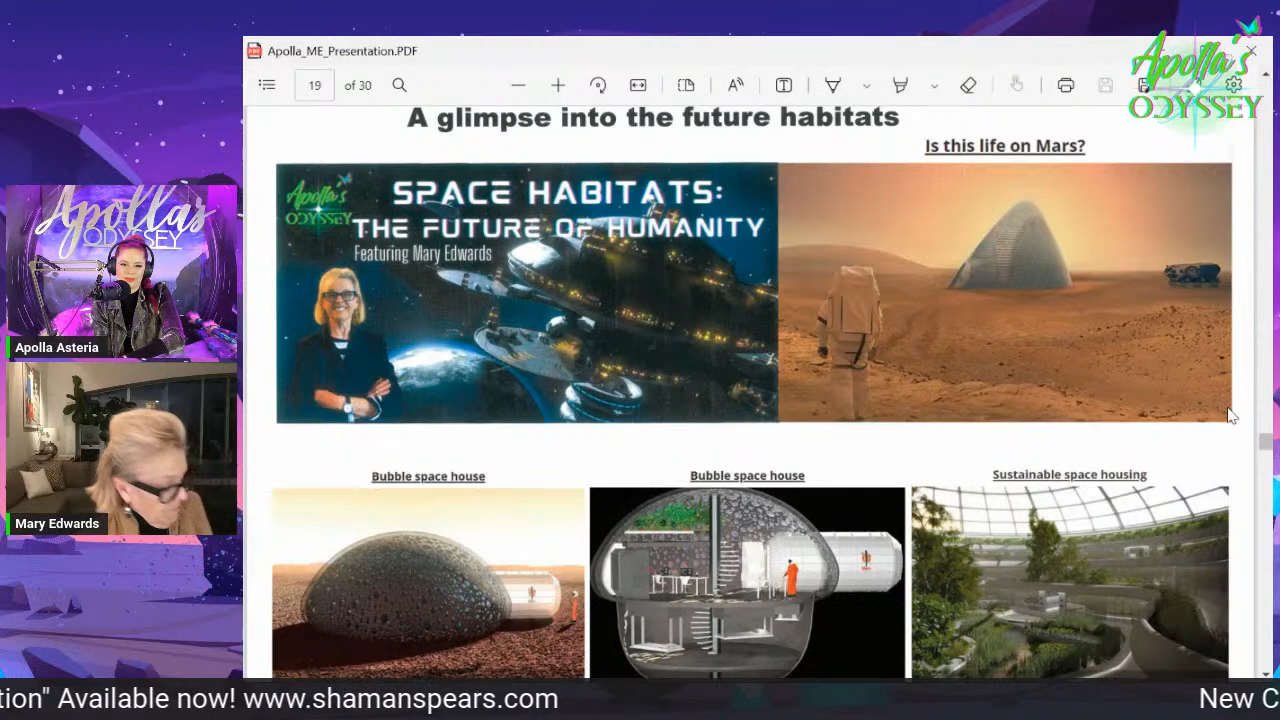 Apolla_ME_Presentation.PDF
19 of 30
Apolla's
ODYSSEY
A glimpse into the future habitats
Is this life on Mars?
Apolla's
ODYSSEY
SPACE HABITATS:
THE FUTURE OF HUMANITY
Featuring Mary Edwards
Apollas
ODYSSEY
Apolla Asteria
Mary Edwards
Bubble space house
Bubble space house
Sustainable space housing
tion" Available now! www.shamanspears.com
New C